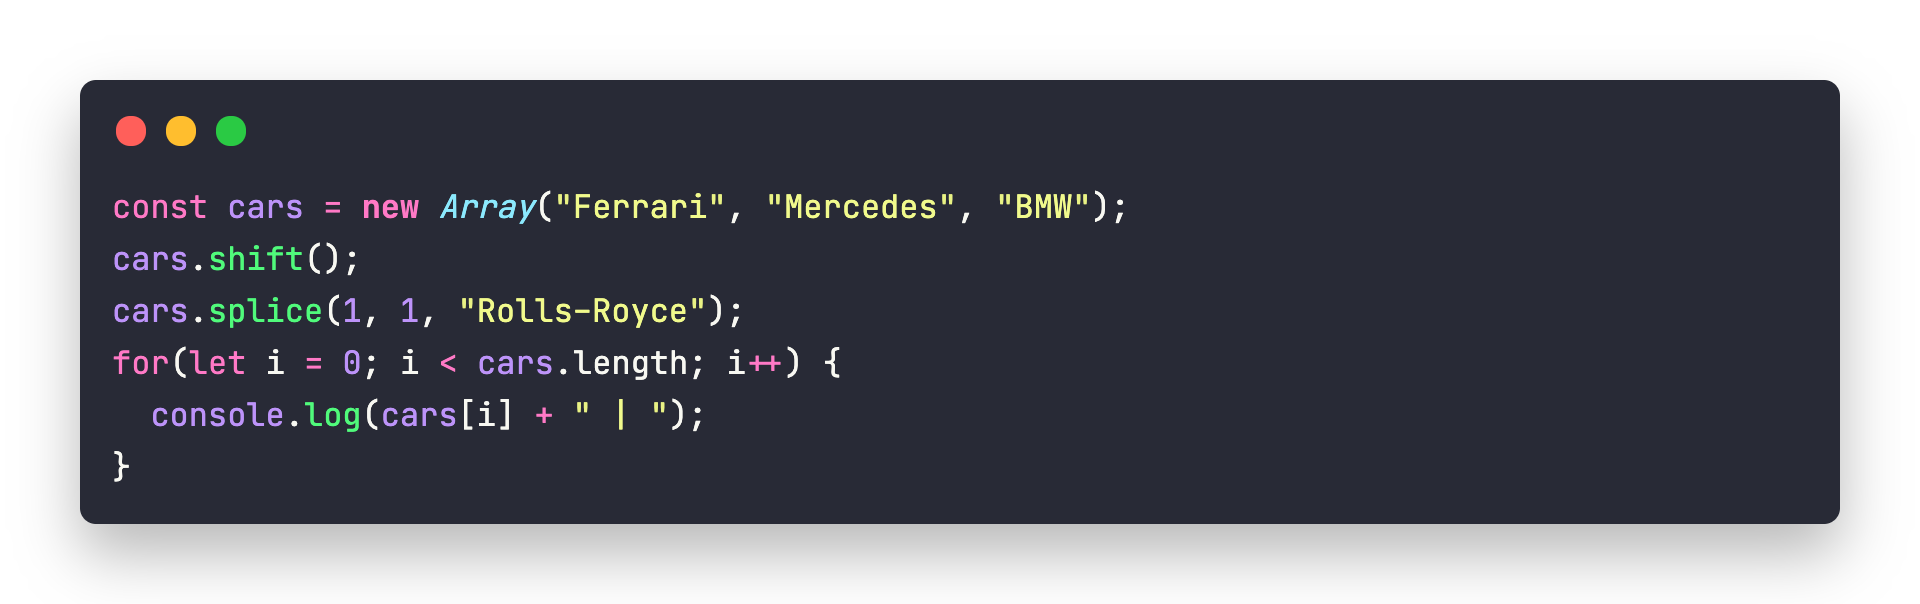 const cars = new Array("Ferrari", "Mercedes", "BMW");
cars.shift();
cars.splice(1, 1, "Rolls-Royce");
for(let i = 0; i < cars.length; i++) {
  console.log(cars[i] + " | ");
}